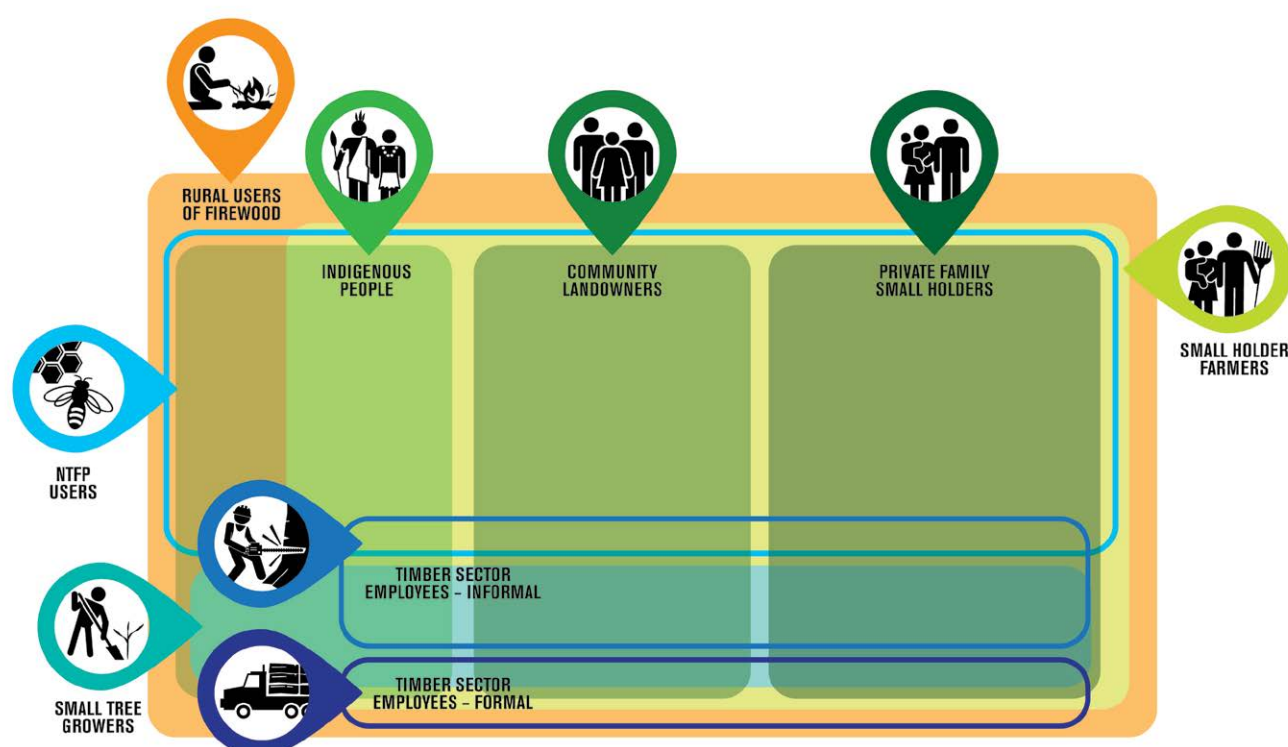 RURAL USERS
OF FIREWOOD
INDIGENOUS
PEOPLE
COMMUNITY
LANDOWNERS
PRIVATE FAMILY
SMALL HOLDERS
SMALL HOLDER
FARMERS
NTFP
USERS
TIMBER SECTOR
EMPLOYEES – INFORMAL
SMALL TREE
GROWERS
TIMBER SECTOR
EMPLOYEES – FORMAL